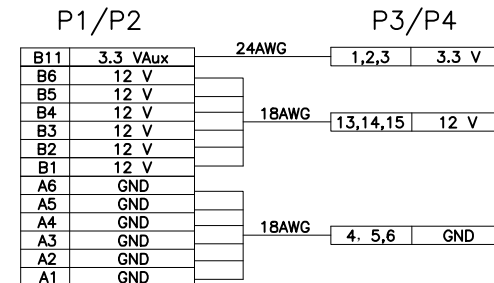 P1/P2 P3/P4
B11 3.3 VAux 24AWG 1,2,3 3.3 V
B6 12 V
B5 12 V
B4 12 V 18AWG 13,14,15 12 V
B3 12 V
B2 12 V
B1 12 V
A6 GND
A5 GND
A4 GND
A3 GND 18AWG 4, 5,6 GND
A2 GND
A1 GND